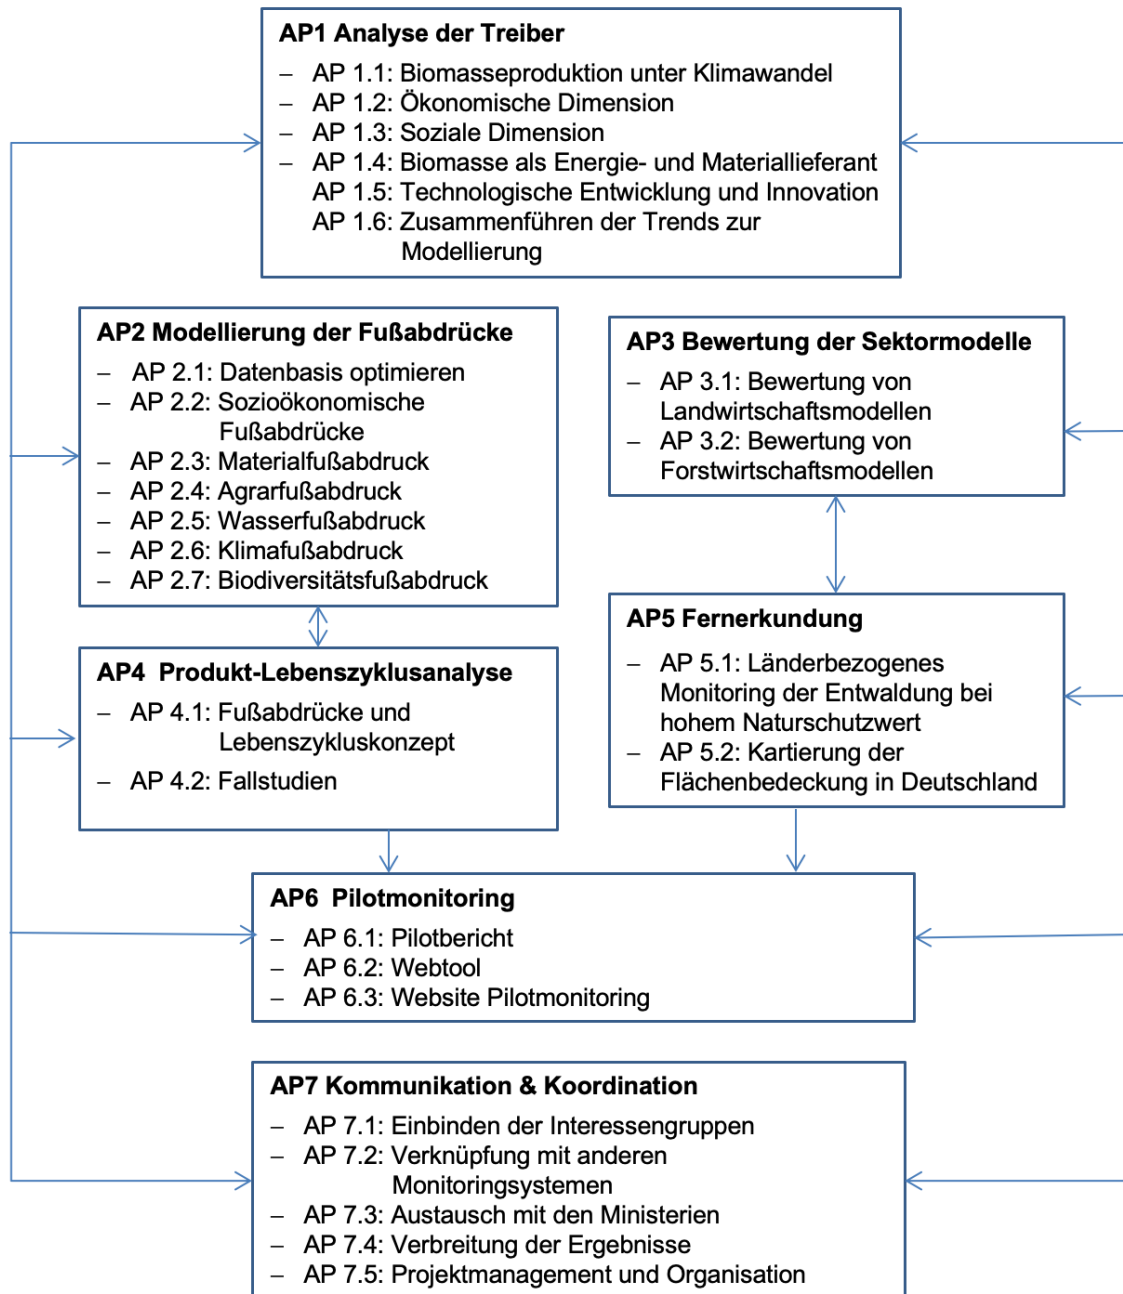 AP1 Analyse der Treiber
– AP 1.1: Biomasseproduktion unter Klimawandel
– AP 1.2: Ökonomische Dimension
– AP 1.3: Soziale Dimension
– AP 1.4: Biomasse als Energie- und Materiallieferant
AP 1.5: Technologische Entwicklung und Innovation
AP 1.6: Zusammenführen der Trends zur
Modellierung
AP2 Modellierung der Fußabdrücke
– AP 2.1: Datenbasis optimieren
– AP 2.2: Sozioökonomische
Fußabdrücke
– AP 2.3: Materialfußabdruck
– AP 2.4: Agrarfußabdruck
– AP 2.5: Wasserfußabdruck
– AP 2.6: Klimafußabdruck
– AP 2.7: Biodiversitätsfußabdruck
AP3 Bewertung der Sektormodelle
– AP 3.1: Bewertung von
Landwirtschaftsmodellen
– AP 3.2: Bewertung von
Forstwirtschaftsmodellen
AP4 Produkt-Lebenszyklusanalyse
– AP 4.1: Fußabdrücke und
Lebenszykluskonzept
– AP 4.2: Fallstudien
AP5 Fernerkundung
– AP 5.1: Länderbezogenes
Monitoring der Entwaldung bei
hohem Naturschutzwert
– AP 5.2: Kartierung der
Flächenbedeckung in Deutschland
AP6 Pilotmonitoring
– AP 6.1: Pilotbericht
– AP 6.2: Webtool
– AP 6.3: Website Pilotmonitoring
AP7 Kommunikation & Koordination
– AP 7.1: Einbinden der Interessengruppen
– AP 7.2: Verknüpfung mit anderen
Monitoringsystemen
– AP 7.3: Austausch mit den Ministerien
– AP 7.4: Verbreitung der Ergebnisse
– AP 7.5: Projektmanagement und Organisation